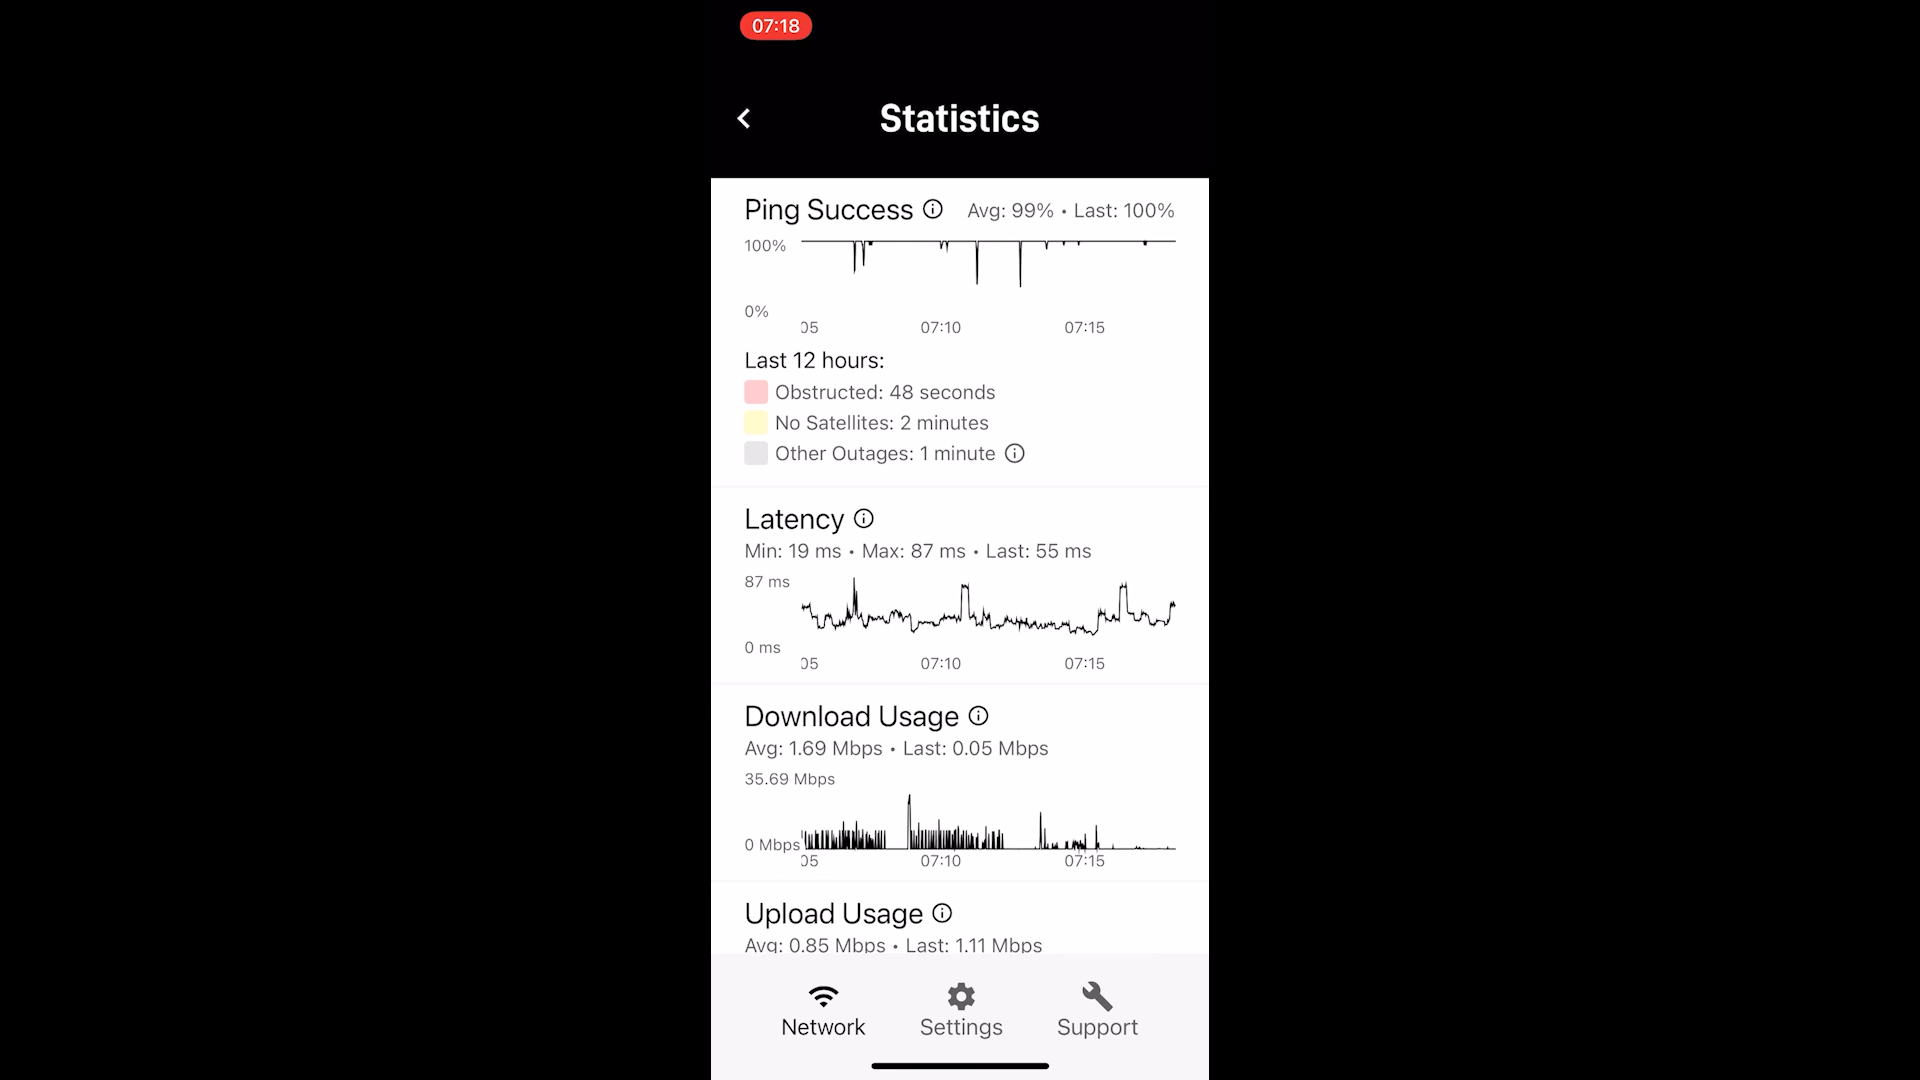 07:18
Statistics
Ping Success Avg: 99% • Last: 100%
100%
0%
05 07:10 07:15
Last 12 hours:
Obstructed: 48 seconds
No Satellites: 2 minutes
Other Outages: 1 minute
Latency
Min: 19 ms • Max: 87 ms • Last: 55 ms
87 ms
0 ms
05 07:10 07:15
Download Usage
Avg: 1.69 Mbps • Last: 0.05 Mbps
35.69 Mbps
0 Mbps
05 07:10 07:15
Upload Usage
Avg: 0.85 Mbps • Last: 1.11 Mbps
Network Settings Support